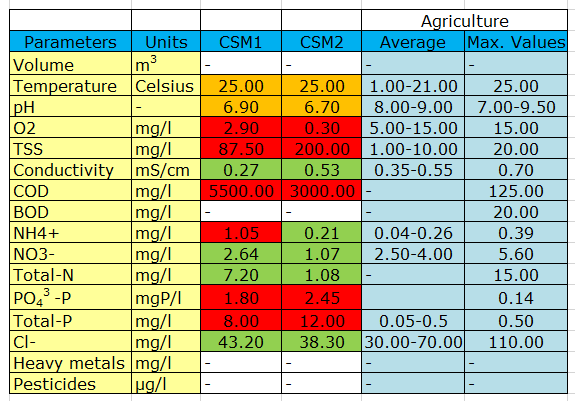 Agriculture
Parameters Units CSM1 CSM2 Average Max. Values
Volume m³ - - - -
Temperature Celsius 25.00 25.00 1.00-21.00 25.00
pH - 6.90 6.70 8.00-9.00 7.00-9.50
O2 mg/l 2.90 0.30 5.00-15.00 15.00
TSS mg/l 87.50 200.00 1.00-10.00 20.00
Conductivity mS/cm 0.27 0.53 0.35-0.55 0.70
COD mg/l 5500.00 3000.00 - 125.00
BOD mg/l - - - 20.00
NH4+ mg/l 1.05 0.21 0.04-0.26 0.39
NO3- mg/l 2.64 1.07 2.50-4.00 5.60
Total-N mg/l 7.20 1.08 - 15.00
PO₄³-P mgP/l 1.80 2.45 0.14
Total-P mg/l 8.00 12.00 0.05-0.5 0.50
Cl- mg/l 43.20 38.30 30.00-70.00 110.00
Heavy metals mg/l - - - -
Pesticides µg/l - - - -